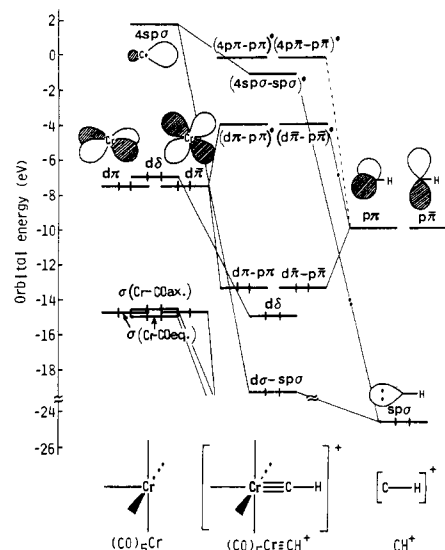 2
0
-2
-4
-6
-8
-10
-12
-14
-16
-18
-24
-26
Orbital energy (eV)
4spσ
C
(4pπ-pπ)* (4pπ̄-pπ̄)*
(4spσ-spσ)*
Cr
Cr
(dπ-pπ)* (dπ̄-pπ̄)*
dπ
dδ
dπ̄
H
H
pπ
pπ̄
dπ-pπ dπ̄-pπ̄
dδ
σ(Cr-COax.)
σ(Cr-COeq.)
dσ-spσ
H
spσ
Cr
[Cr≡C-H]+
[C-H]+
(CO)5Cr
(CO)5Cr≡CH+
CH+